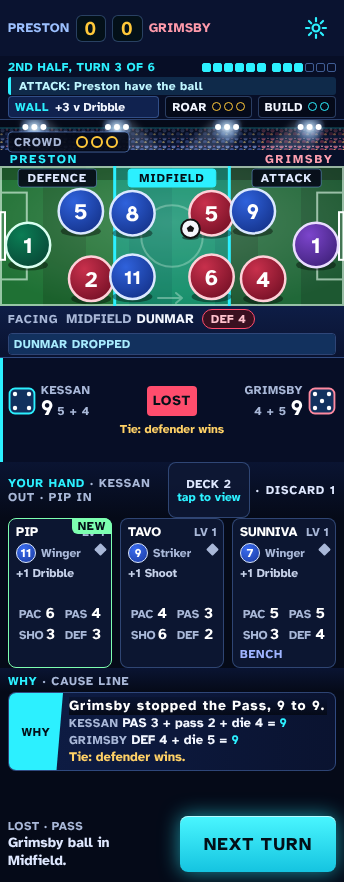 PRESTON 0 0 GRIMSBY
2ND HALF, TURN 3 OF 6
ATTACK: Preston have the ball
WALL +3 v Dribble ROAR BUILD
CROWD
PRESTON GRIMSBY
DEFENCE MIDFIELD ATTACK
5 8 5 9
1 1
2 11 6 4
FACING MIDFIELD DUNMAR DEF 4
DUNMAR DROPPED
KESSAN LOST GRIMSBY
9 5 + 4 4 + 5 9
Tie: defender wins
YOUR HAND · KESSAN OUT · PIP IN
DECK 2
tap to view
· DISCARD 1
NEW
PIP
11 Winger
+1 Dribble
PAC 6 PAS 4
SHO 3 DEF 3
TAVO LV 1
9 Striker
+1 Shoot
PAC 4 PAS 3
SHO 6 DEF 2
SUNNIVA LV 1
7 Winger
+1 Dribble
PAC 5 PAS 5
SHO 3 DEF 4
BENCH
WHY · CAUSE LINE
WHY
Grimsby stopped the Pass, 9 to 9.
KESSAN PAS 3 + pass 2 + die 4 = 9
GRIMSBY DEF 4 + die 5 = 9
Tie: defender wins.
LOST · PASS
Grimsby ball in
Midfield.
NEXT TURN